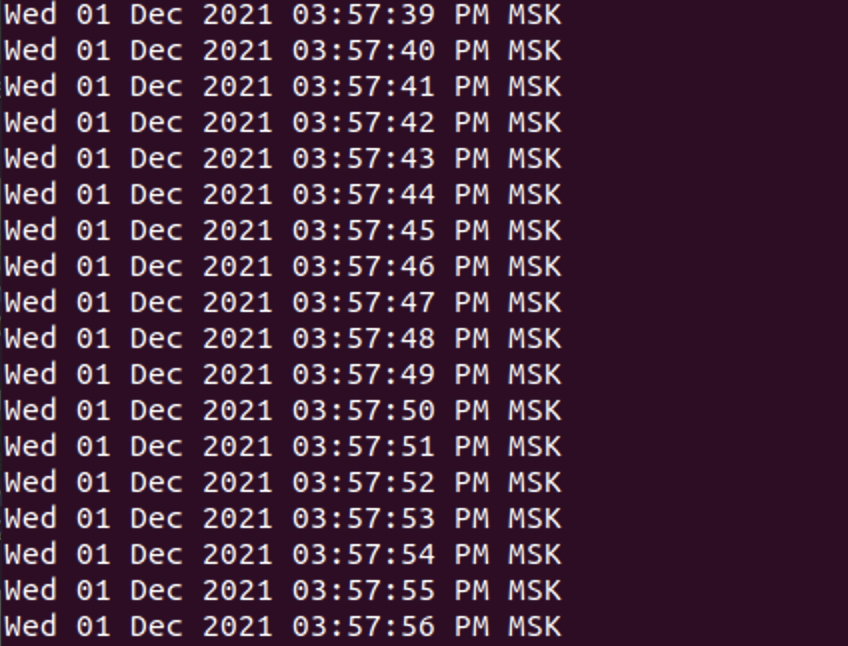 Wed 01 Dec 2021 03:57:39 PM MSK
Wed 01 Dec 2021 03:57:40 PM MSK
Wed 01 Dec 2021 03:57:41 PM MSK
Wed 01 Dec 2021 03:57:42 PM MSK
Wed 01 Dec 2021 03:57:43 PM MSK
Wed 01 Dec 2021 03:57:44 PM MSK
Wed 01 Dec 2021 03:57:45 PM MSK
Wed 01 Dec 2021 03:57:46 PM MSK
Wed 01 Dec 2021 03:57:47 PM MSK
Wed 01 Dec 2021 03:57:48 PM MSK
Wed 01 Dec 2021 03:57:49 PM MSK
Wed 01 Dec 2021 03:57:50 PM MSK
Wed 01 Dec 2021 03:57:51 PM MSK
Wed 01 Dec 2021 03:57:52 PM MSK
Wed 01 Dec 2021 03:57:53 PM MSK
Wed 01 Dec 2021 03:57:54 PM MSK
Wed 01 Dec 2021 03:57:55 PM MSK
Wed 01 Dec 2021 03:57:56 PM MSK